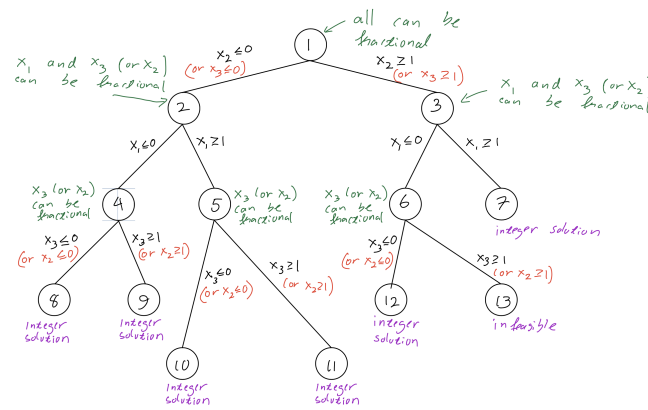 all can be
fractional
1
x₂ ≤ 0
(or x₃ ≤ 0)
x₂ ≥ 1
(or x₃ ≥ 1)
x₁ and x₃ (or x₂)
can be fractional
2
3
x₁ and x₃ (or x₂
can be fractional
x₁ ≤ 0
x₁ ≥ 1
x₁ ≤ 0
x₁ ≥ 1
x₃ (or x₂)
can be
fractional
4
5
x₃ (or x₂)
can be
fractional
x₃ (or x₂)
can be
fractional
6
7
integer solution
x₃ ≤ 0
(or x₂ ≤ 0)
x₃ ≥ 1
(or x₂ ≥ 1)
x₃ ≤ 0
(or x₂ ≤ 0)
x₃ ≥ 1
(or x₂ ≥ 1)
x₃ ≤ 0
(or x₂ ≤ 0)
x₃ ≥ 1
(or x₂ ≥ 1)
8
integer
solution
9
integer
solution
12
integer
solution
13
infeasible
10
integer
solution
11
integer
solution